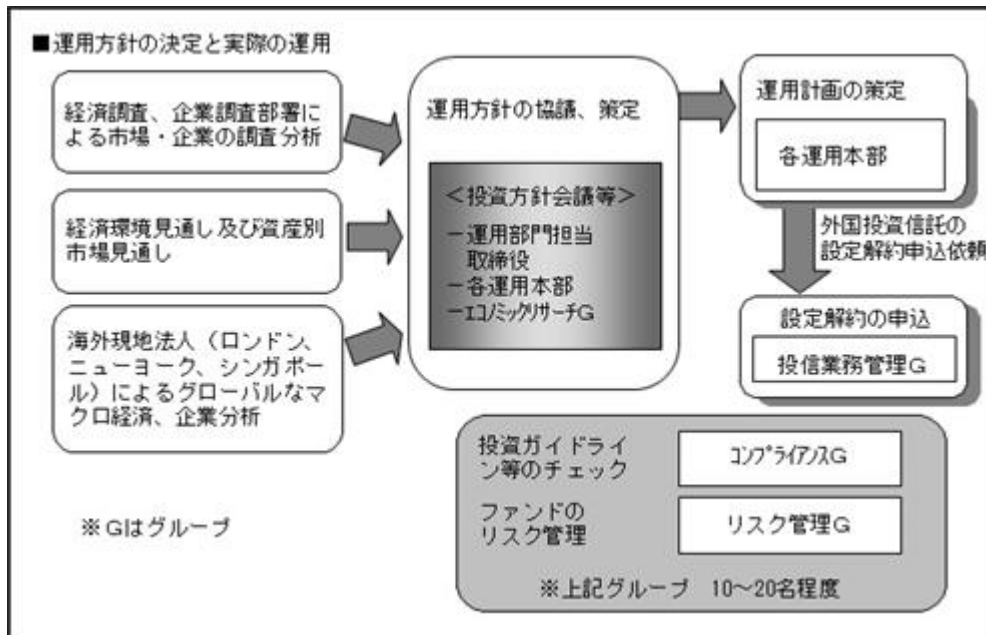 ■運用方針の決定と実際の運用
経済調査、企業調査部署に
よる市場・企業の調査分析
経済環境見通し及び資産別
市場見通し
海外現地法人（ロンドン、
ニューヨーク、シンガポー
ル）によるグローバルなマ
クロ経済、企業分析
※Gはグループ
運用方針の協議、策定
＜投資方針会議等＞
－運用部門担当
取締役
－各運用本部
－ｴｺﾉﾐｯｸﾘｻｰﾁG
運用計画の策定
各運用本部
外国投資信託の
設定解約申込依頼
設定解約の申込
投信業務管理G
投資ガイドライ
ン等のチェック
ｺﾝﾌﾟﾗｲｱﾝｽG
ファンドの
リスク管理
リスク管理G
※上記グループ　10～20名程度